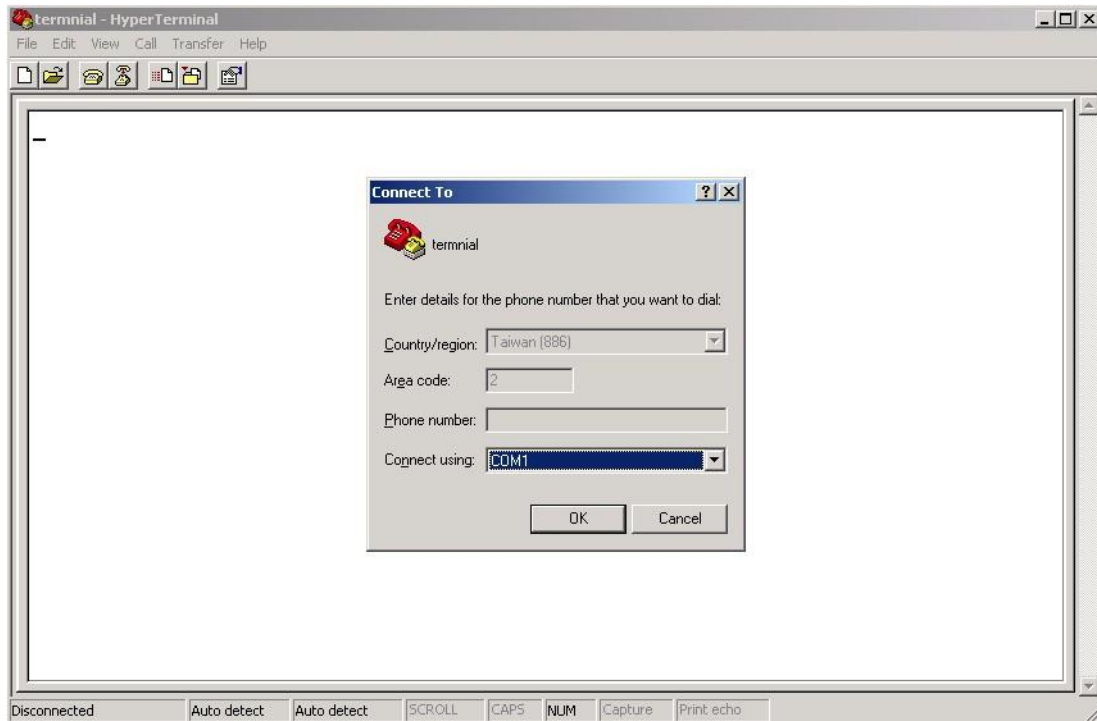 termnial - HyperTerminal
File Edit View Call Transfer Help
Connect To
termnial
Enter details for the phone number that you want to dial:
Country/region: Taiwan (886)
Area code: 2
Phone number:
Connect using: COM1
OK Cancel
Disconnected Auto detect Auto detect SCROLL CAPS NUM Capture Print echo